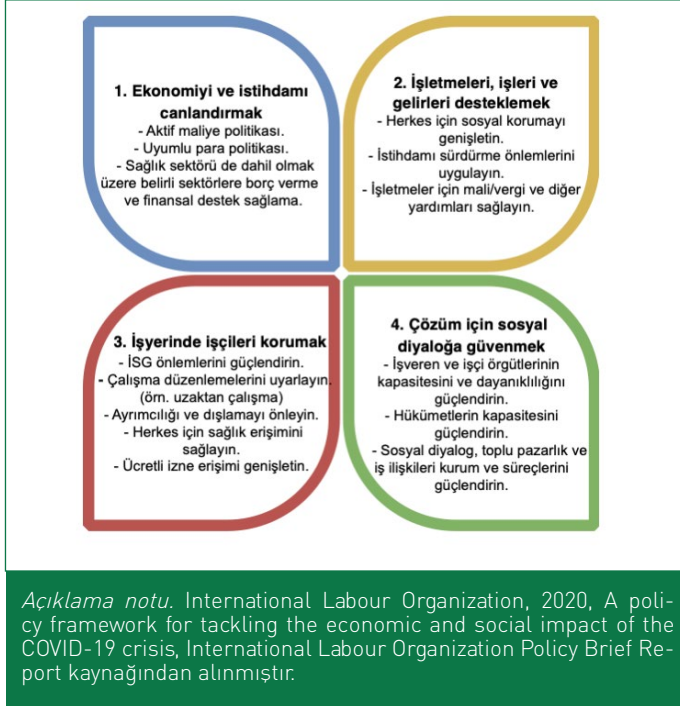 1. Ekonomiyi ve istihdamı
canlandırmak
- Aktif maliye politikası.
- Uyumlu para politikası.
- Sağlık sektörü de dahil olmak
üzere belirli sektörlere borç verme
ve finansal destek sağlama.
2. İşletmeleri, işleri ve
gelirleri desteklemek
- Herkes için sosyal korumayı
genişletin.
- İstihdamı sürdürme önlemlerini
uygulayın.
- İşletmeler için mali/vergi ve diğer
yardımları sağlayın.
3. İşyerinde işçileri korumak
- İSG önlemlerini güçlendirin.
- Çalışma düzenlemelerini uyarlayın.
(örn. uzaktan çalışma)
- Ayrımcılığı ve dışlamayı önleyin.
- Herkes için sağlık erişimini
sağlayın.
- Ücretli izne erişimi genişletin.
4. Çözüm için sosyal
diyaloğa güvenmek
- İşveren ve işçi örgütlerinin
kapasitesini ve dayanıklılığını
güçlendirin.
- Hükümetlerin kapasitesini
güçlendirin.
- Sosyal diyalog, toplu pazarlık ve
iş ilişkileri kurum ve süreçlerini
güçlendirin.
Açıklama notu. International Labour Organization, 2020, A poli-
cy framework for tackling the economic and social impact of the
COVID-19 crisis, International Labour Organization Policy Brief Re-
port kaynağından alınmıştır.